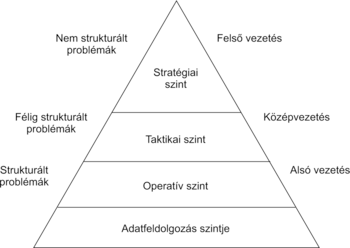 Nem strukturált
problémák
Felső vezetés
Stratégiai
szint
Félig strukturált
problémák
Középvezetés
Taktikai szint
Strukturált
problémák
Alsó vezetés
Operatív szint
Adatfeldolgozás szintje